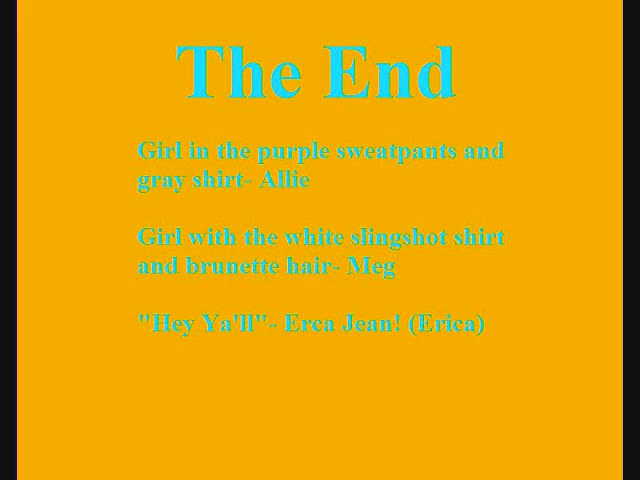 The End
Girl in the purple sweatpants and
gray shirt- Allie
Girl with the white slingshot shirt
and brunette hair- Meg
"Hey Ya'll"- Erca Jean! (Erica)